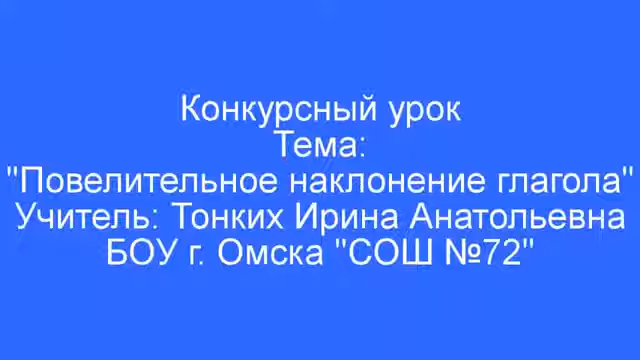 Конкурсный урок
Тема:
"Повелительное наклонение глагола"
Учитель: Тонких Ирина Анатольевна
БОУ г. Омска "СОШ №72"